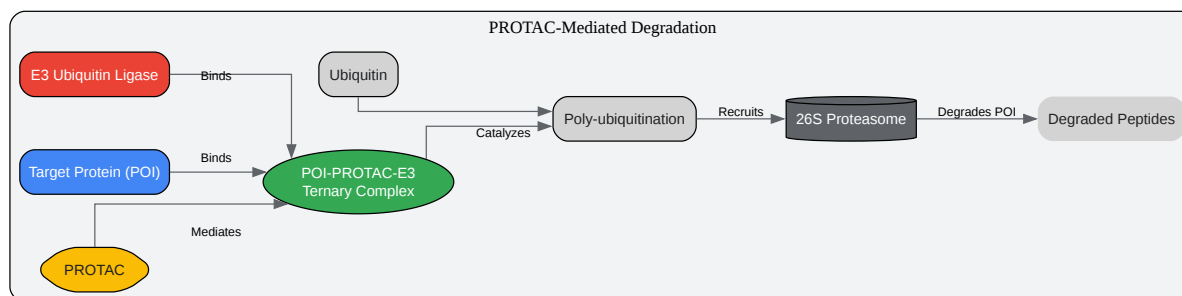 PROTAC-Mediated Degradation
E3 Ubiquitin Ligase
Binds
Ubiquitin
Poly-ubiquitination
Recruits
26S Proteasome
Degrades POI
Degraded Peptides
Catalyzes
Target Protein (POI)
Binds
POI-PROTAC-E3
Ternary Complex
Mediates
PROTAC